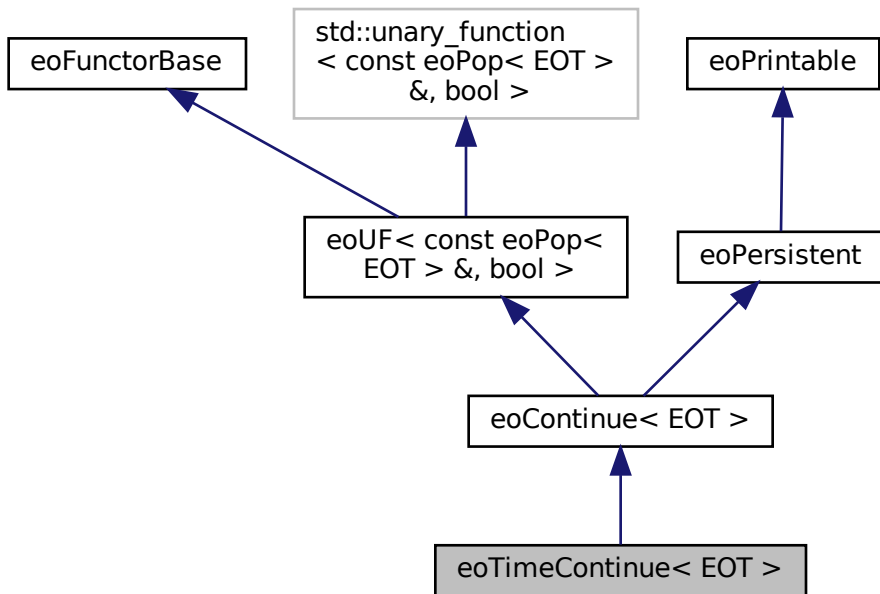 eoFunctorBase
std::unary_function
< const eoPop< EOT >
&, bool >
eoPrintable
eoUF< const eoPop<
EOT > &, bool >
eoPersistent
eoContinue< EOT >
eoTimeContinue< EOT >